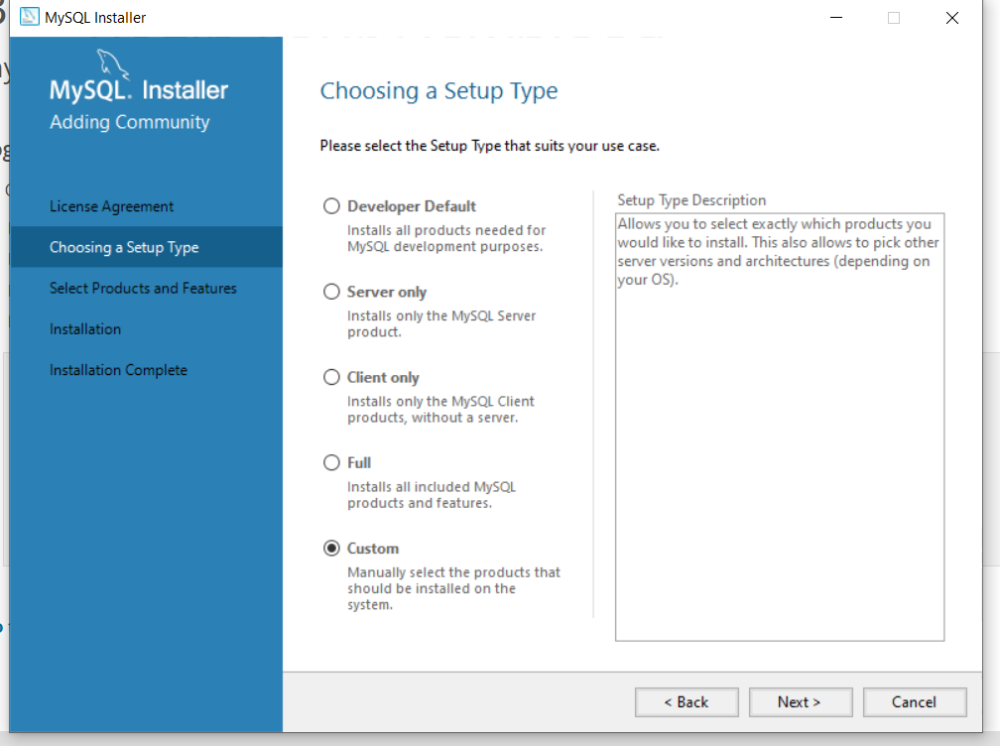 MySQL Installer
MySQL. Installer
Adding Community
License Agreement
Choosing a Setup Type
Select Products and Features
Installation
Installation Complete
Choosing a Setup Type
Please select the Setup Type that suits your use case.
Developer Default
Installs all products needed for
MySQL development purposes.
Server only
Installs only the MySQL Server
product.
Client only
Installs only the MySQL Client
products, without a server.
Full
Installs all included MySQL
products and features.
Custom
Manually select the products that
should be installed on the
system.
Setup Type Description
Allows you to select exactly which products you
would like to install. This also allows to pick other
server versions and architectures (depending on
your OS).
< Back
Next >
Cancel